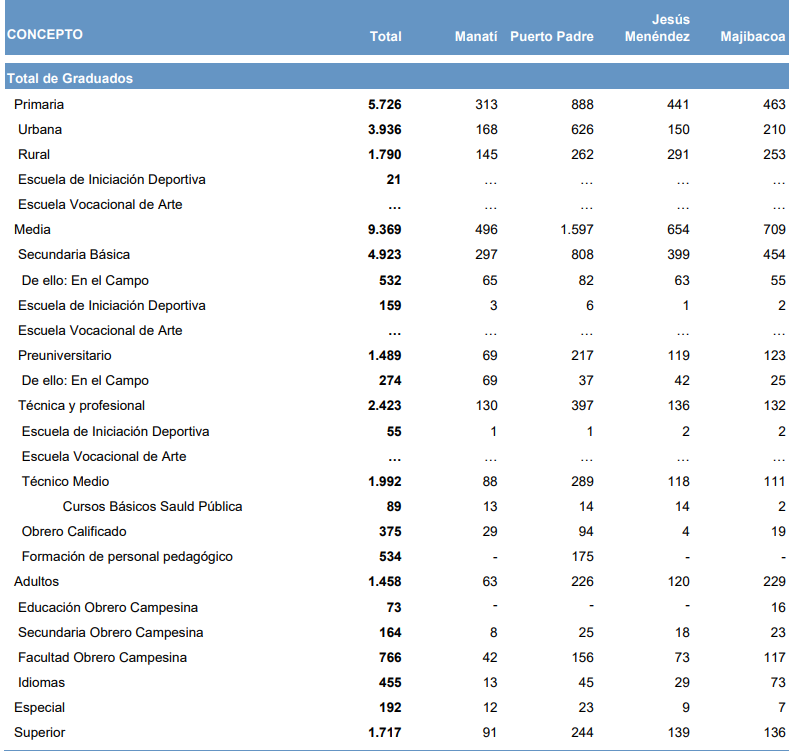 CONCEPTO Total Manatí Puerto Padre Jesús Menéndez Majibacoa
Total de Graduados
Primaria 5.726 313 888 441 463
Urbana 3.936 168 626 150 210
Rural 1.790 145 262 291 253
Escuela de Iniciación Deportiva 21 … … … …
Escuela Vocacional de Arte … … … … …
Media 9.369 496 1.597 654 709
Secundaria Básica 4.923 297 808 399 454
De ello: En el Campo 532 65 82 63 55
Escuela de Iniciación Deportiva 159 3 6 1 2
Escuela Vocacional de Arte … … … … …
Preuniversitario 1.489 69 217 119 123
De ello: En el Campo 274 69 37 42 25
Técnica y profesional 2.423 130 397 136 132
Escuela de Iniciación Deportiva 55 1 1 2 2
Escuela Vocacional de Arte … … … … …
Técnico Medio 1.992 88 289 118 111
Cursos Básicos Sauld Pública 89 13 14 14 2
Obrero Calificado 375 29 94 4 19
Formación de personal pedagógico 534 - 175 - -
Adultos 1.458 63 226 120 229
Educación Obrero Campesina 73 - - - 16
Secundaria Obrero Campesina 164 8 25 18 23
Facultad Obrero Campesina 766 42 156 73 117
Idiomas 455 13 45 29 73
Especial 192 12 23 9 7
Superior 1.717 91 244 139 136